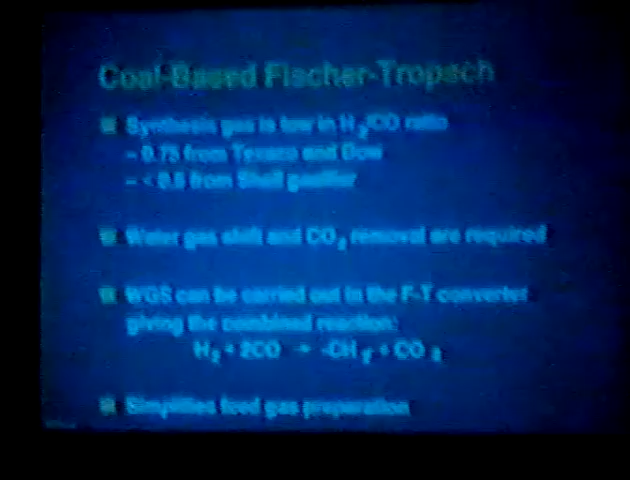 Coal-Based Fischer-Tropsch
Synthesis gas is low in H2/CO ratio
– 0.75 from Texaco and Dow
– < 0.5 from Shell gasifier
Water gas shift and CO2 removal are required
WGS can be carried out in the F-T converter
giving the combined reaction:
H2 + 2CO → -CH2- + CO2
Simplifies feed gas preparation